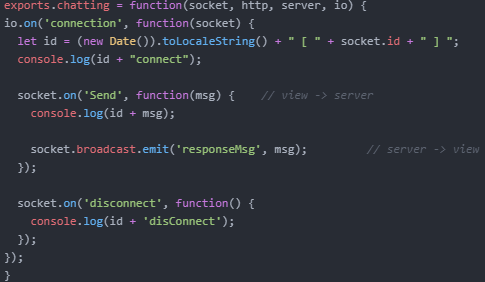 exports.chatting = function(socket, http, server, io) {
io.on('connection', function(socket) {
  let id = (new Date()).toLocaleString() + " [ " + socket.id + " ] ";
  console.log(id + "connect");

  socket.on('Send', function(msg) {    // view -> server
    console.log(id + msg);

    socket.broadcast.emit('responseMsg', msg);         // server -> view
  });

  socket.on('disconnect', function() {
    console.log(id + 'disConnect');
  });
});
}